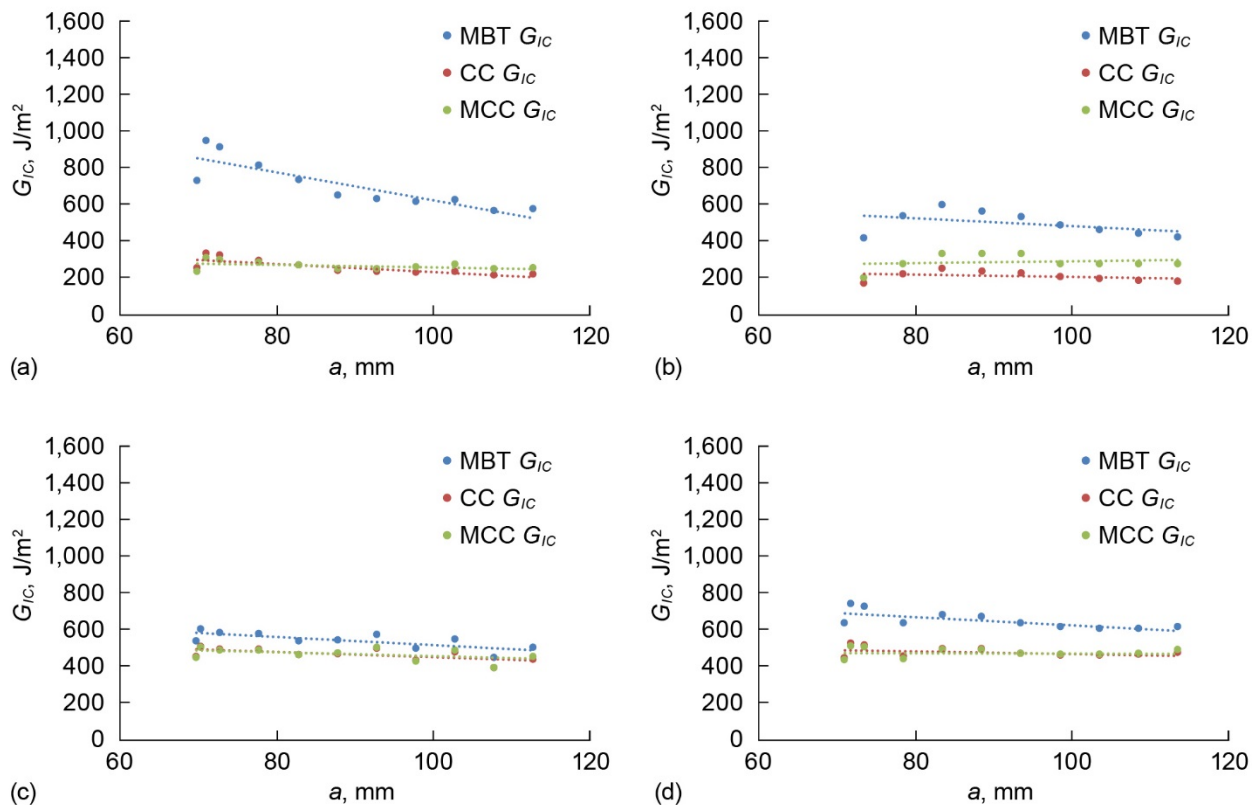 1,600
1,400
1,200
1,000
800
600
400
200
0
G_IC, J/m²
MBT G_IC
CC G_IC
MCC G_IC
60 80 100 120
a, mm
(a)
1,600
1,400
1,200
1,000
800
600
400
200
0
G_IC, J/m²
MBT G_IC
CC G_IC
MCC G_IC
60 80 100 120
a, mm
(b)
1,600
1,400
1,200
1,000
800
600
400
200
0
G_IC, J/m²
MBT G_IC
CC G_IC
MCC G_IC
60 80 100 120
a, mm
(c)
1,600
1,400
1,200
1,000
800
600
400
200
0
G_IC, J/m²
MBT G_IC
CC G_IC
MCC G_IC
60 80 100 120
a, mm
(d)